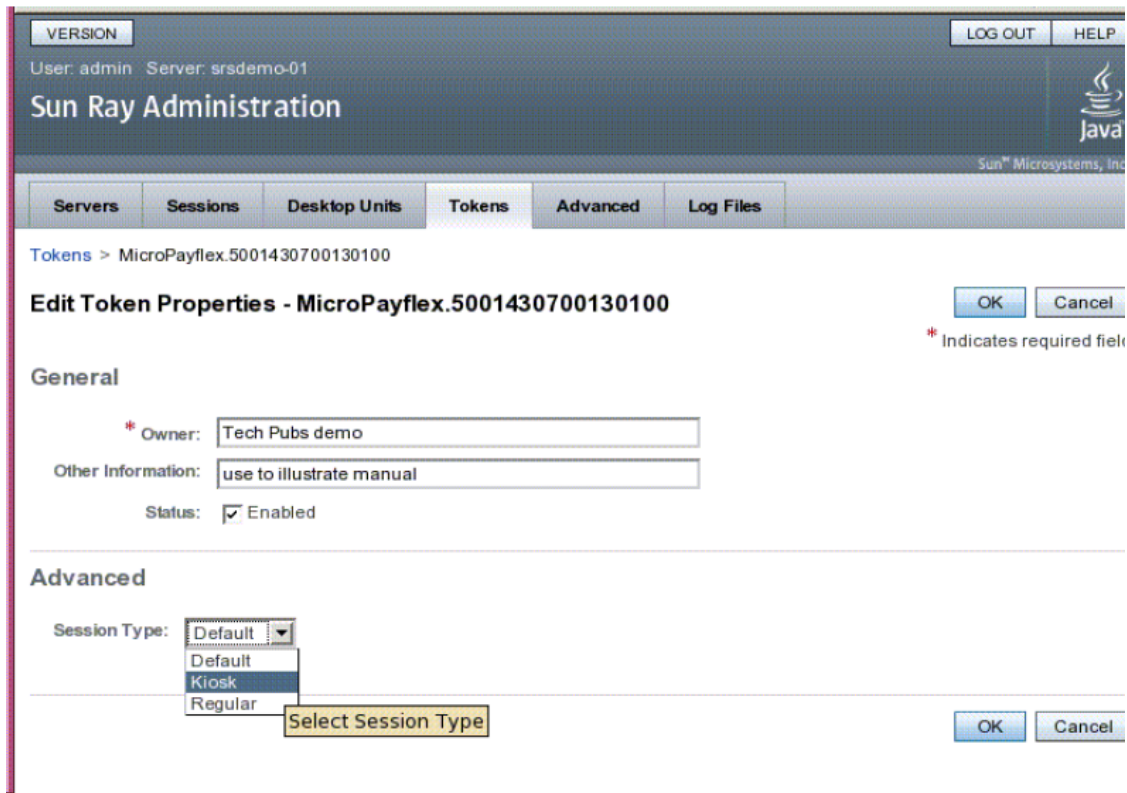 VERSION
LOG OUT HELP
User: admin Server: srsdemo-01
Sun Ray Administration
Java
Sun™ Microsystems, Inc
Servers Sessions Desktop Units Tokens Advanced Log Files
Tokens > MicroPayflex.5001430700130100
Edit Token Properties - MicroPayflex.5001430700130100
OK Cancel
* Indicates required field
General
* Owner: Tech Pubs demo
Other Information: use to illustrate manual
Status: Enabled
Advanced
Session Type: Default
Default
Kiosk
Regular
Select Session Type
OK Cancel